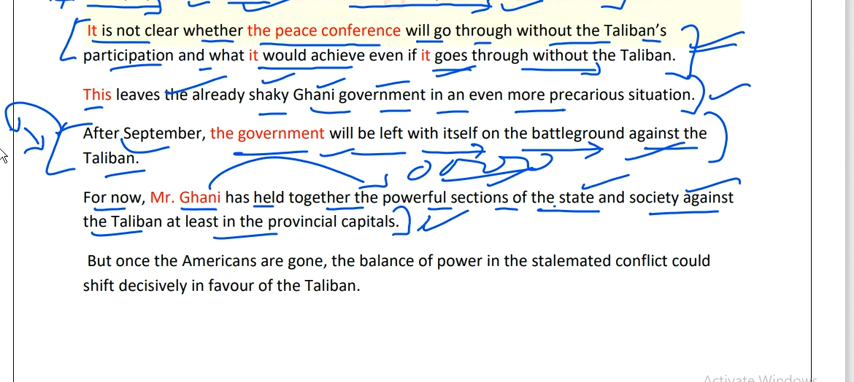 It is not clear whether the peace conference will go through without the Taliban's
participation and what it would achieve even if it goes through without the Taliban.
This leaves the already shaky Ghani government in an even more precarious situation.
After September, the government will be left with itself on the battleground against the
Taliban.
For now, Mr. Ghani has held together the powerful sections of the state and society against
the Taliban at least in the provincial capitals.
But once the Americans are gone, the balance of power in the stalemated conflict could
shift decisively in favour of the Taliban.
Activate Windows